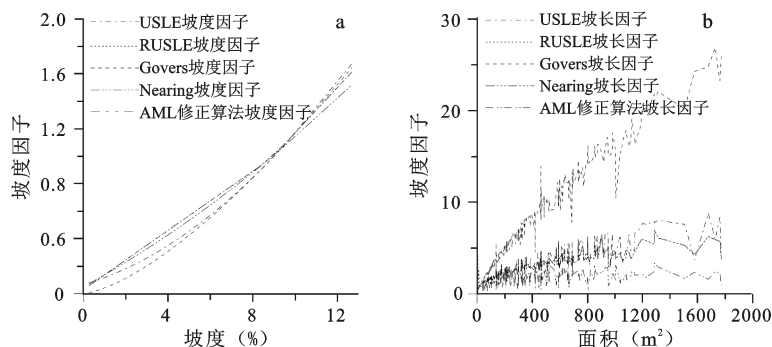 USLE坡度因子
RUSLE坡度因子
Govers坡度因子
Nearing坡度因子
AML修正算法坡度因子
a
坡度因子
2.0
1.6
1.2
0.8
0.6
0
0
4
8
12
坡度（%）
USLE坡长因子
RUSLE坡长因子
Govers坡长因子
Nearing坡长因子
AML修正算法坡长因子
b
坡度因子
30
20
10
0
0
400
800
1200
1600
2000
面积（m²）